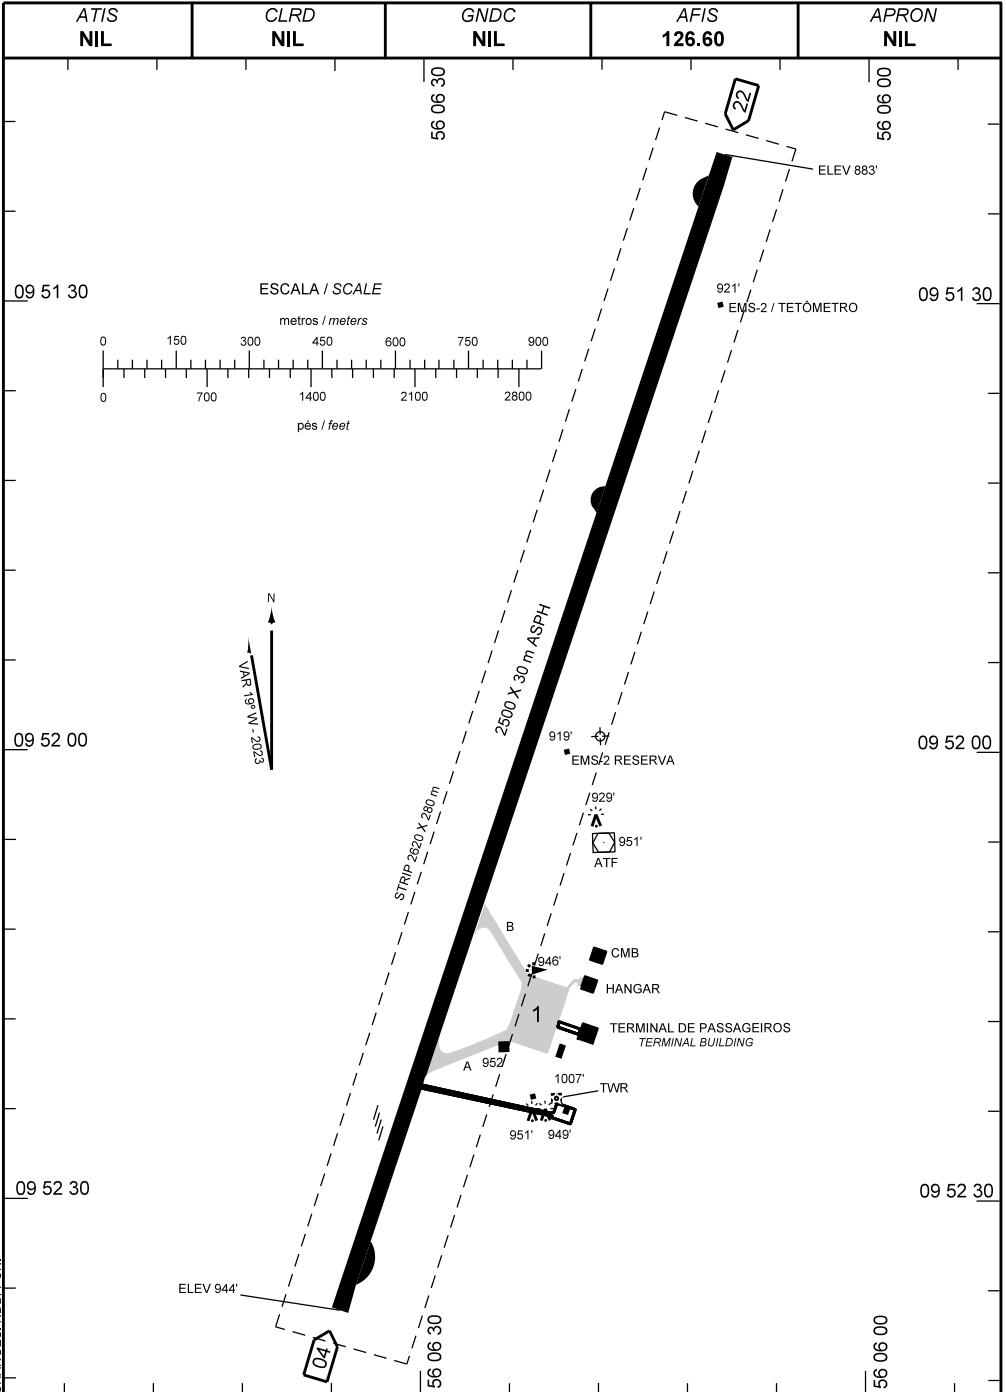 ATIS
NIL
CLRD
NIL
GNDC
NIL
AFIS
126.60
APRON
NIL
56 06 30
56 06 00
22
ELEV 883'
09 51 30
ESCALA / SCALE
metros / meters
0 150 300 450 600 750 900
0 700 1400 2100 2800
pés / feet
921'
EMS-2 / TETÔMETRO
09 51 30
N
VAR 19º W - 2023
2500 X 30 m ASPH
STRIP 2620 X 280 m
09 52 00
919'
EMS-2 RESERVA
09 52 00
929'
951'
ATF
B
946'
CMB
HANGAR
1
TERMINAL DE PASSAGEIROS
TERMINAL BUILDING
A
952
1007'
TWR
951'
949'
09 52 30
09 52 30
ELEV 944'
04
56 06 30
56 06 00